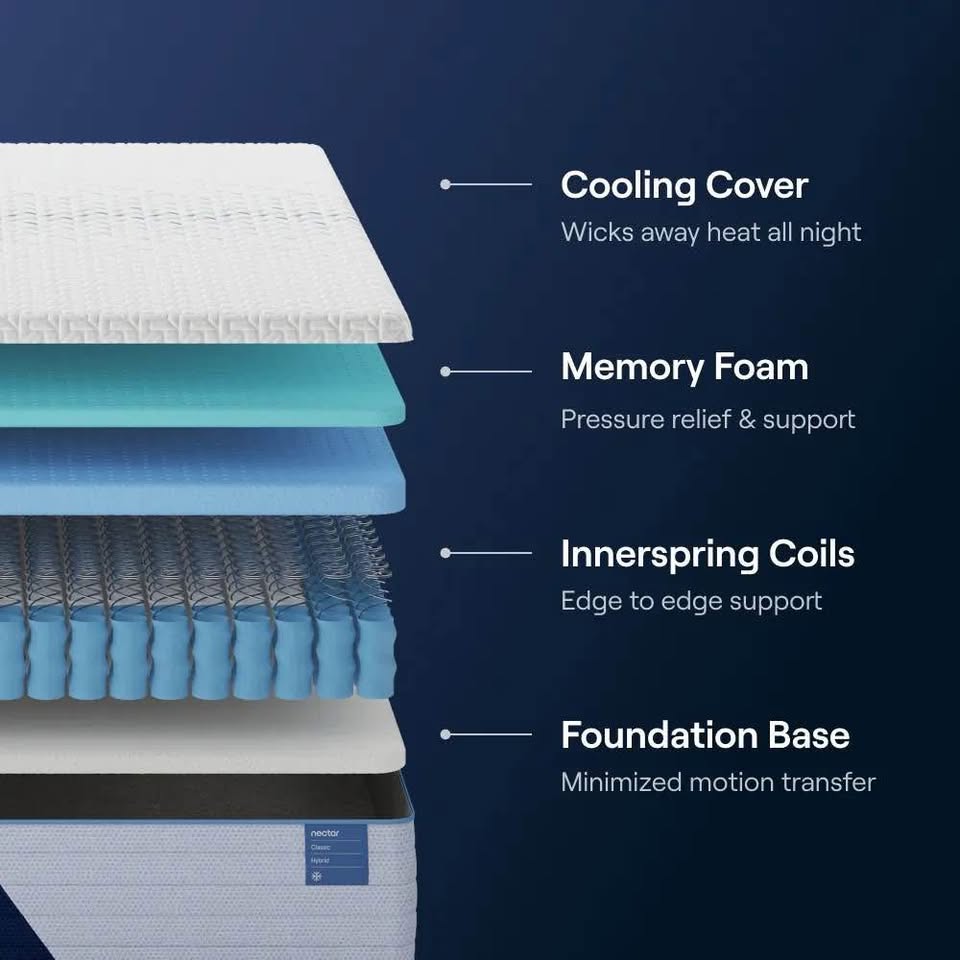 Cooling Cover
Wicks away heat all night
Memory Foam
Pressure relief & support
Innerspring Coils
Edge to edge support
Foundation Base
Minimized motion transfer
nectar
Classic
Hybrid